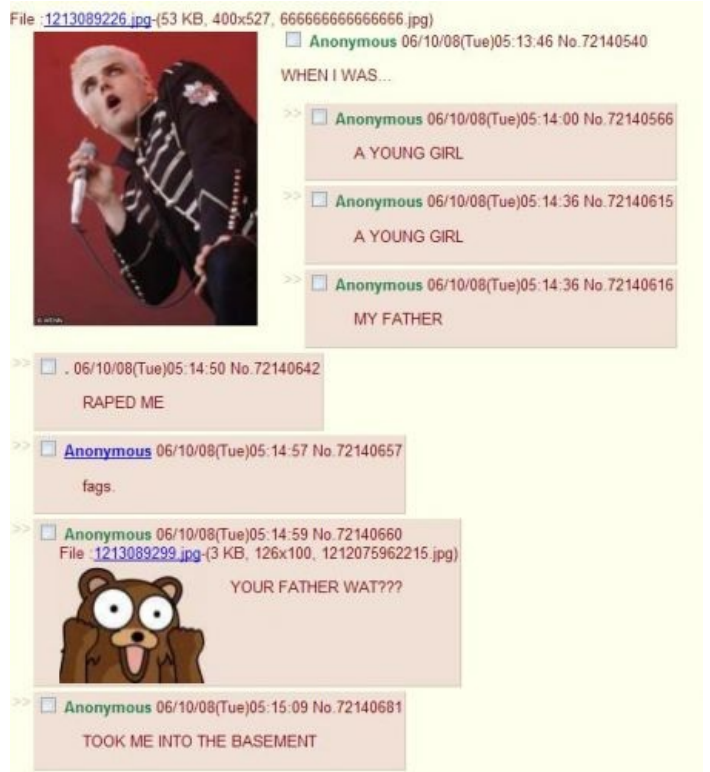 File :1213089226.jpg-(53 KB, 400x527, 666666666666666.jpg)
Anonymous 06/10/08(Tue)05:13:46 No.72140540
WHEN I WAS...
>> Anonymous 06/10/08(Tue)05:14:00 No.72140566
A YOUNG GIRL
>> Anonymous 06/10/08(Tue)05:14:36 No.72140615
A YOUNG GIRL
>> Anonymous 06/10/08(Tue)05:14:36 No.72140616
MY FATHER
© WENN
>> . 06/10/08(Tue)05:14:50 No.72140642
RAPED ME
>> Anonymous 06/10/08(Tue)05:14:57 No.72140657
fags.
>> Anonymous 06/10/08(Tue)05:14:59 No.72140660
File :1213089299.jpg-(3 KB, 126x100, 1212075962215.jpg)
YOUR FATHER WAT???
>> Anonymous 06/10/08(Tue)05:15:09 No.72140681
TOOK ME INTO THE BASEMENT